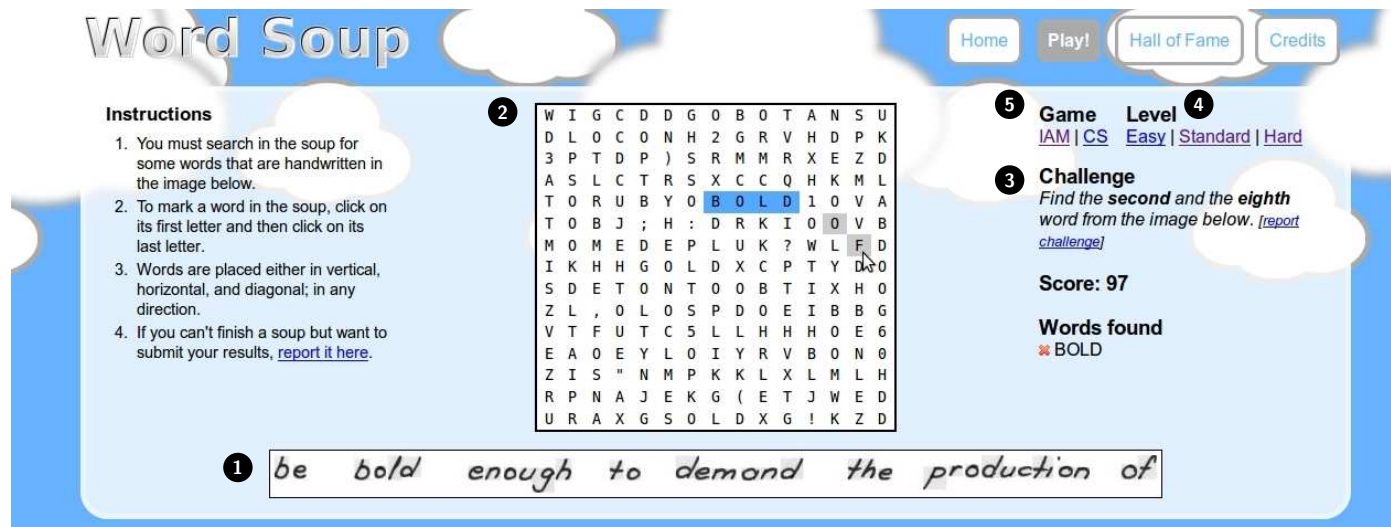 Word Soup
Home
Play!
Hall of Fame
Credits
Instructions
1. You must search in the soup for
some words that are handwritten in
the image below.
2. To mark a word in the soup, click on
its first letter and then click on its
last letter.
3. Words are placed either in vertical,
horizontal, and diagonal; in any
direction.
4. If you can't finish a soup but want to
submit your results, report it here.
2
W I G C D D G O B O T A N S U
D L O C O N H 2 G R V H D P K
3 P T D P ) S R M M R X E Z D
A S L C T R S X C C Q H K M L
T O R U B Y O B O L D 1 O V A
T O B J ; H : D R K I O O V B
M O M E D E P L U K ? W L F D
I K H H G O L D X C P T Y D O
S D E T O N T O O B T I X H O
Z L , O L O S P D O E I B B G
V T F U T C 5 L L H H H O E 6
E A O E Y L O I Y R V B O N 0
Z I S " N M P K K L X L M L H
R P N A J E K G ( E T J W E D
U R A X G S O L D X G ! K Z D
5
Game Level 4
IAM | CS Easy | Standard | Hard
3
Challenge
Find the second and the eighth
word from the image below. [report
challenge]
Score: 97
Words found
BOLD
1
be bold enough to demand the production of